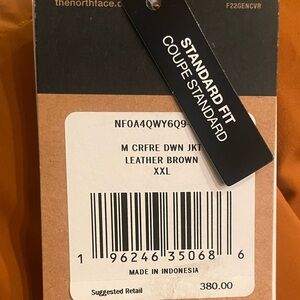 thenorthface.c
F22GENCVR
STANDARD FIT
COUPE STANDARD
NF0A4QWY6Q9
M CRFRE DWN JKT
LEATHER BROWN
XXL
1 96246 35068 6
MADE IN INDONESIA
Suggested Retail 380.00